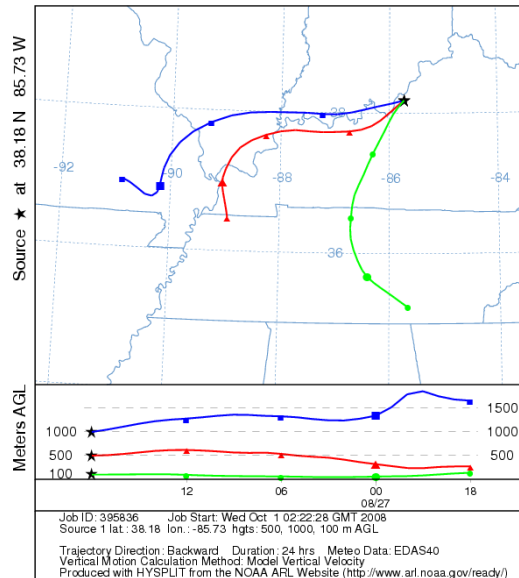 Source ★ at 38.18 N 85.73 W
-92
-90
-88
-86
-84
38
36
Meters AGL
1500
1000
1000
500
500
100
12
06
00
18
08/27
Job ID: 395836 Job Start: Wed Oct 1 02:22:28 GMT 2008
Source 1 lat.: 38.18 lon.: -85.73 hgts: 500, 1000, 100 m AGL
Trajectory Direction: Backward Duration: 24 hrs Meteo Data: EDAS40
Vertical Motion Calculation Method: Model Vertical Velocity
Produced with HYSPLIT from the NOAA ARL Website (http://www.arl.noaa.gov/ready/)